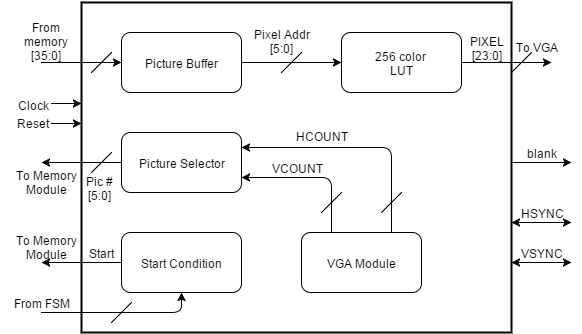 From
memory
[35:0]
Picture Buffer
Pixel Addr
[5:0]
256 color
LUT
PIXEL
[23:0]
To VGA
Clock
Reset
To Memory
Module
Pic #
[5:0]
Picture Selector
HCOUNT
VCOUNT
blank
HSYNC
VSYNC
To Memory
Module
Start
Start Condition
VGA Module
From FSM